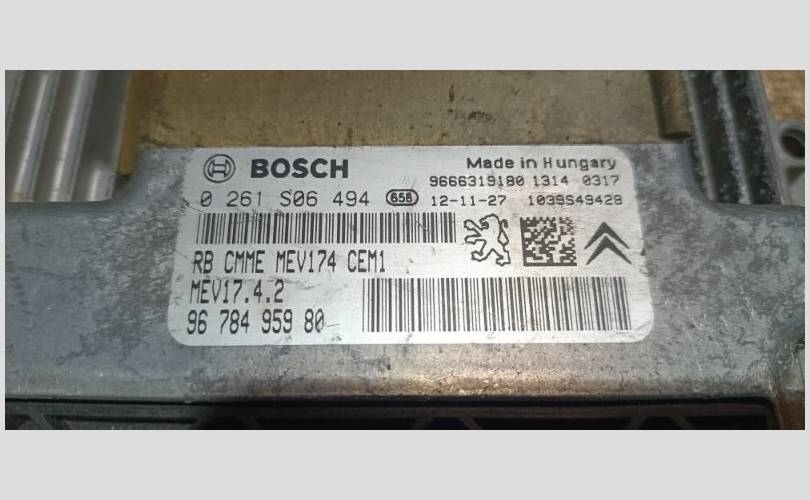 BOSCH
Made in Hungary
9666319180 1314 0317
0 261 S06 494 656 12-11-27 1039S49428
RB CMME MEV174 CEM1
MEV17.4.2
96 784 959 80